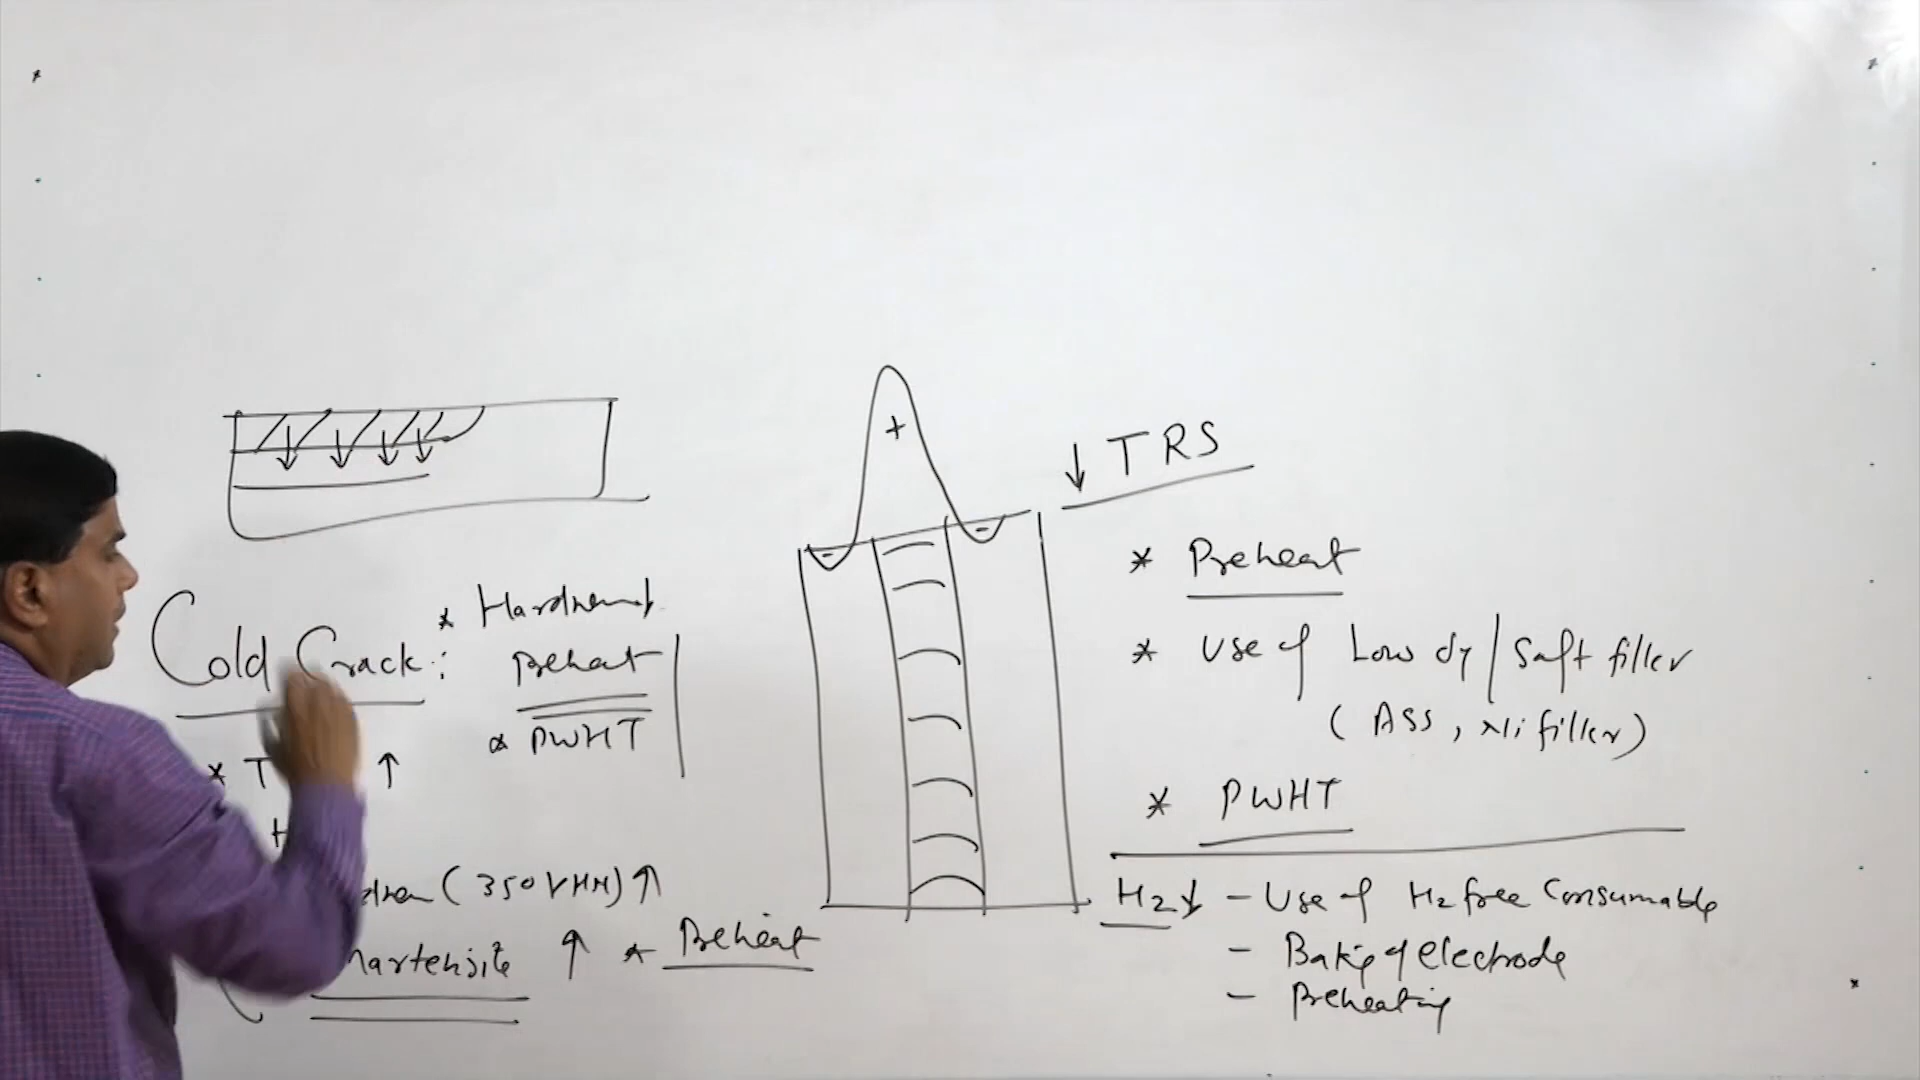 +
- -
↓ TRS
* Preheat
* Use of Low dy / Soft filler
(ASS, Ni filler)
* PWHT
H2↓ - Use of H2 free Consumable
- Baking of electrode
- Preheating
Cold Crack :
* Hardness↓
Preheat
* PWHT
* T ↑
H
(350 VHN) ↑
martensite ↑ * Preheat